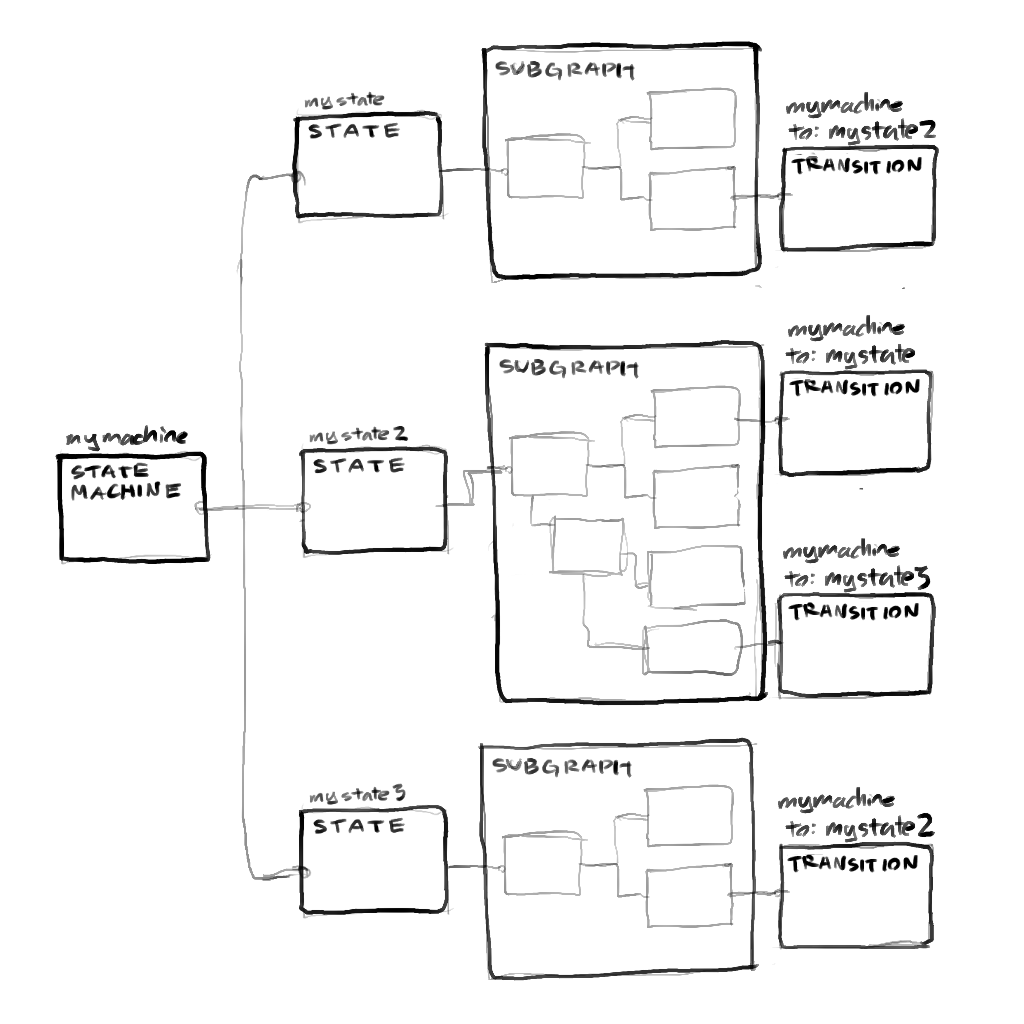 mystate
STATE
SUBGRAPH
mymachine
to: mystate2
TRANSITION
mymachine
STATE
MACHINE
mystate2
STATE
SUBGRAPH
mymachine
to: mystate
TRANSITION
mymachine
to: mystate3
TRANSITION
mystate3
STATE
SUBGRAPH
mymachine
to: mystate2
TRANSITION